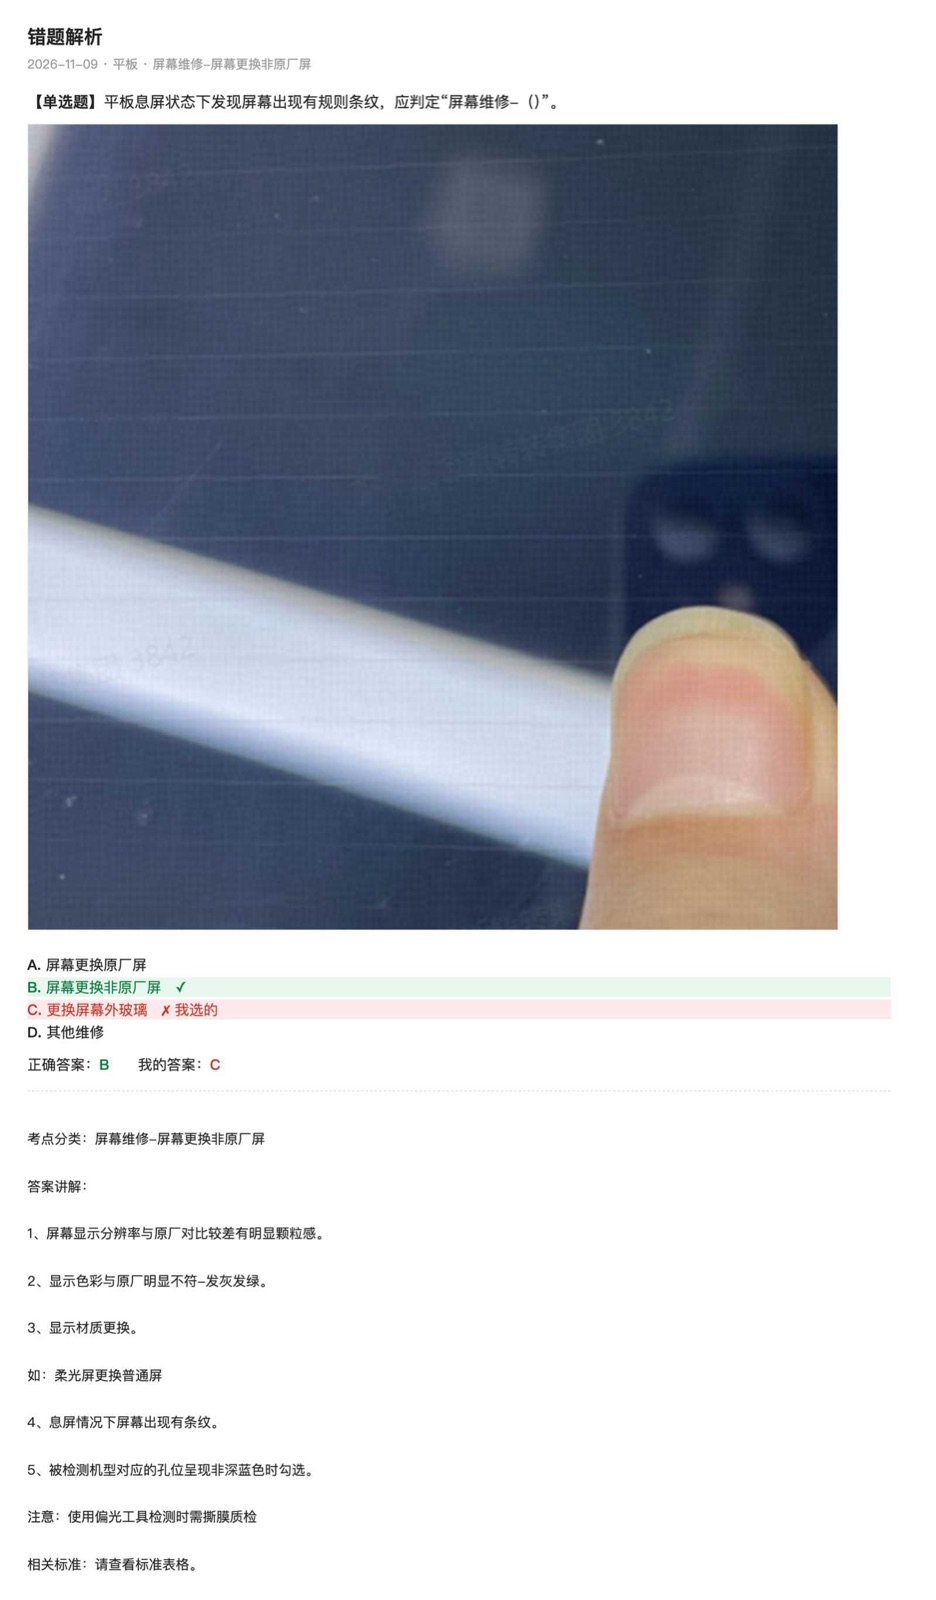 错题解析
2026-11-09 · 平板 · 屏幕维修-屏幕更换非原厂屏
【单选题】平板息屏状态下发现屏幕出现有规则条纹，应判定“屏幕维修-（）”。
A. 屏幕更换原厂屏
B. 屏幕更换非原厂屏 ✓
C. 更换屏幕外玻璃 ✗ 我选的
D. 其他维修
正确答案：B 我的答案：C
考点分类：屏幕维修-屏幕更换非原厂屏
答案讲解：
1、屏幕显示分辨率与原厂对比较差有明显颗粒感。
2、显示色彩与原厂明显不符-发灰发绿。
3、显示材质更换。
如：柔光屏更换普通屏
4、息屏情况下屏幕出现有条纹。
5、被检测机型对应的孔位呈现非深蓝色时勾选。
注意：使用偏光工具检测时需撕膜质检
相关标准：请查看标准表格。